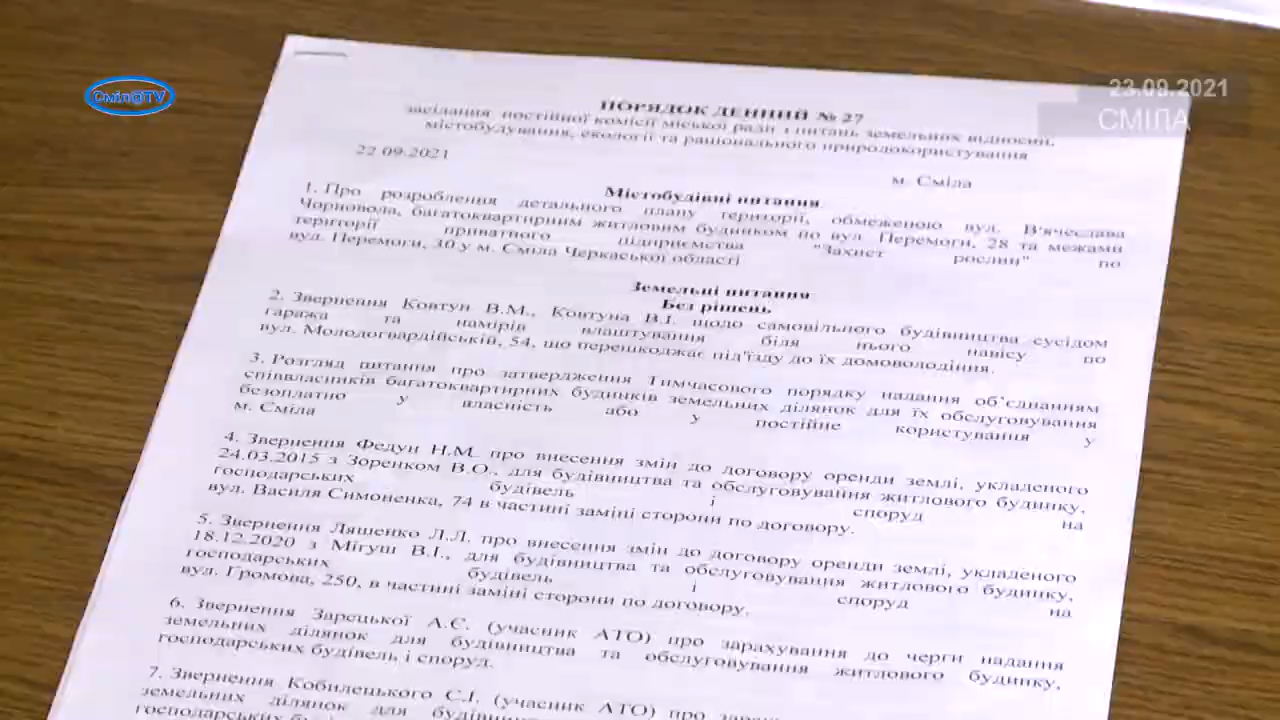 Сміла@TV
23.09.2021
СМІЛА
ПОРЯДОК ДЕННИЙ № 27
засідання постійної комісії міської ради з питань земельних відносин,
містобудування, екології та раціонального природокористування
22.09.2021
м. Сміла
Містобудівні питання
1. Про розроблення детального плану території, обмеженою вул. В'ячеслава
Чорновола, багатоквартирним житловим будинком по вул. Перемоги, 28 та межами
території приватного підприємства "Захист рослин" по
вул. Перемоги, 30 у м. Сміла Черкаської області
Земельні питання
Без рішень
2. Звернення Ковтун В.М., Ковтуна В.І. щодо самовільного будівництва сусідом
гаража та намірів влаштування біля нього навісу по
вул. Молодогвардійській, 54, що перешкоджає під'їзду до їх домоволодіння.
3. Розгляд питання про затвердження Тимчасового порядку надання об'єднанням
співвласників багатоквартирних будинків земельних ділянок для їх обслуговування
безоплатно у власність або у постійне користування у
м. Сміла
4. Звернення Федун Н.М. про внесення змін до договору оренди землі, укладеного
24.03.2015 з Зоренком В.О., для будівництва та обслуговування житлового будинку,
господарських будівель і споруд на
вул. Василя Симоненка, 74 в частині заміні сторони по договору.
5. Звернення Ляшенко Л.Л. про внесення змін до договору оренди землі, укладеного
18.12.2020 з Мігуш В.І., для будівництва та обслуговування житлового будинку,
господарських будівель і споруд на
вул. Громова, 250, в частині заміні сторони по договору.
6. Звернення Зарецької А.Є. (учасник АТО) про зарахування до черги надання
земельних ділянок для будівництва та обслуговування житлового будинку,
господарських будівель і споруд.
7. Звернення Кобилецького С.І. (учасник АТО) про
земельних ділянок для
господарських